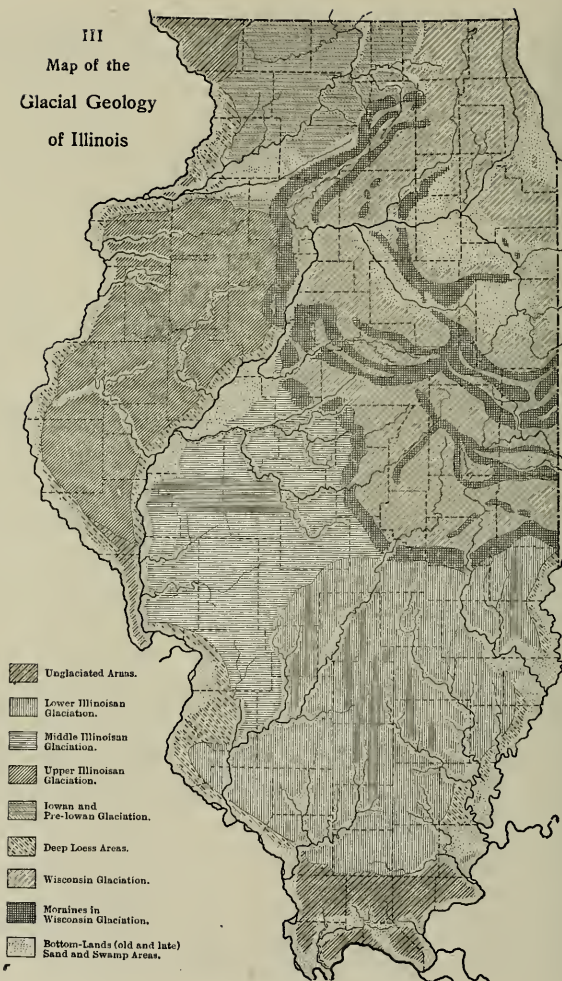 III
Map of the
Glacial Geology
of Illinois
Unglaciated Areas.
Lower Illinoisan
Glaciation.
Middle Illinoisan
Glaciation.
Upper Illinoisan
Glaciation.
Iowan and
Pre-Iowan Glaciation.
Deep Loess Areas.
Wisconsin Glaciation.
Moraines in
Wisconsin Glaciation.
Bottom-Lands (old and late)
Sand and Swamp Areas.